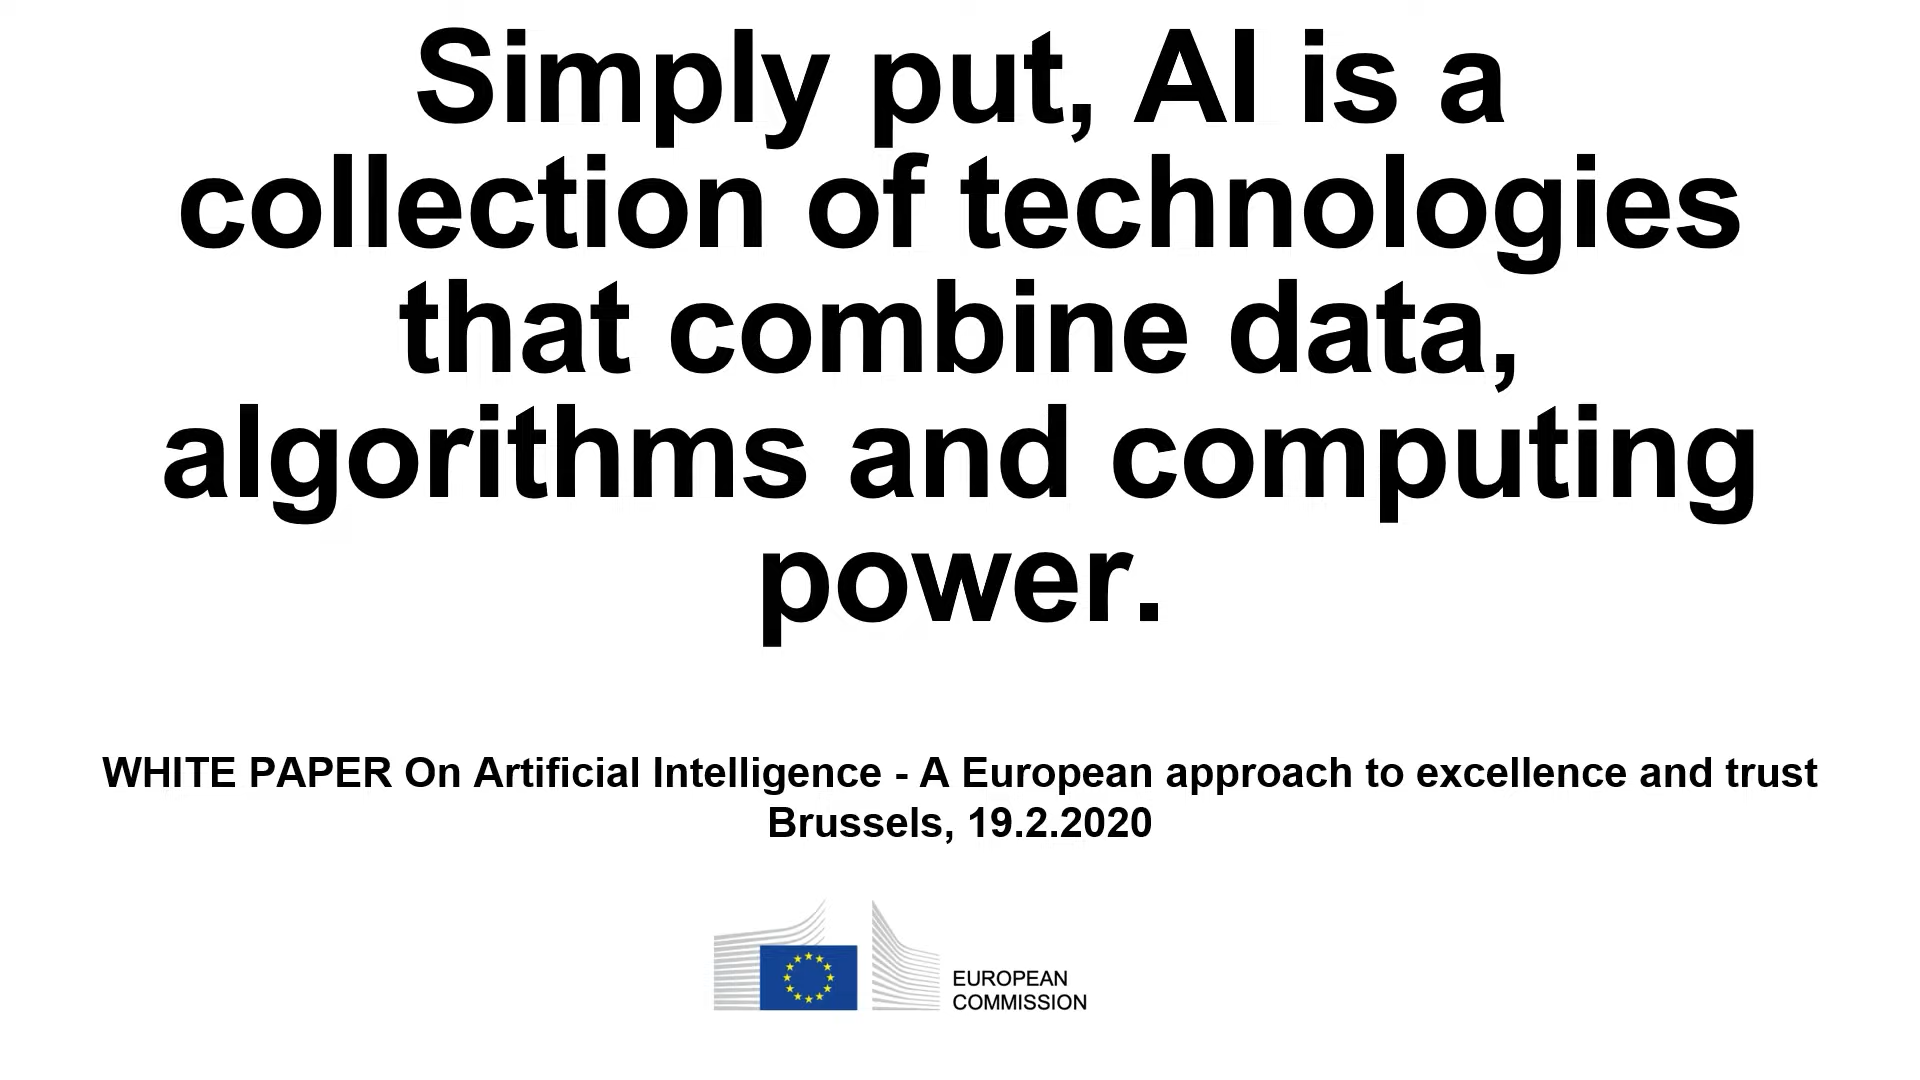 Simply put, AI is a
collection of technologies
that combine data,
algorithms and computing
power.
WHITE PAPER On Artificial Intelligence - A European approach to excellence and trust
Brussels, 19.2.2020
EUROPEAN
COMMISSION